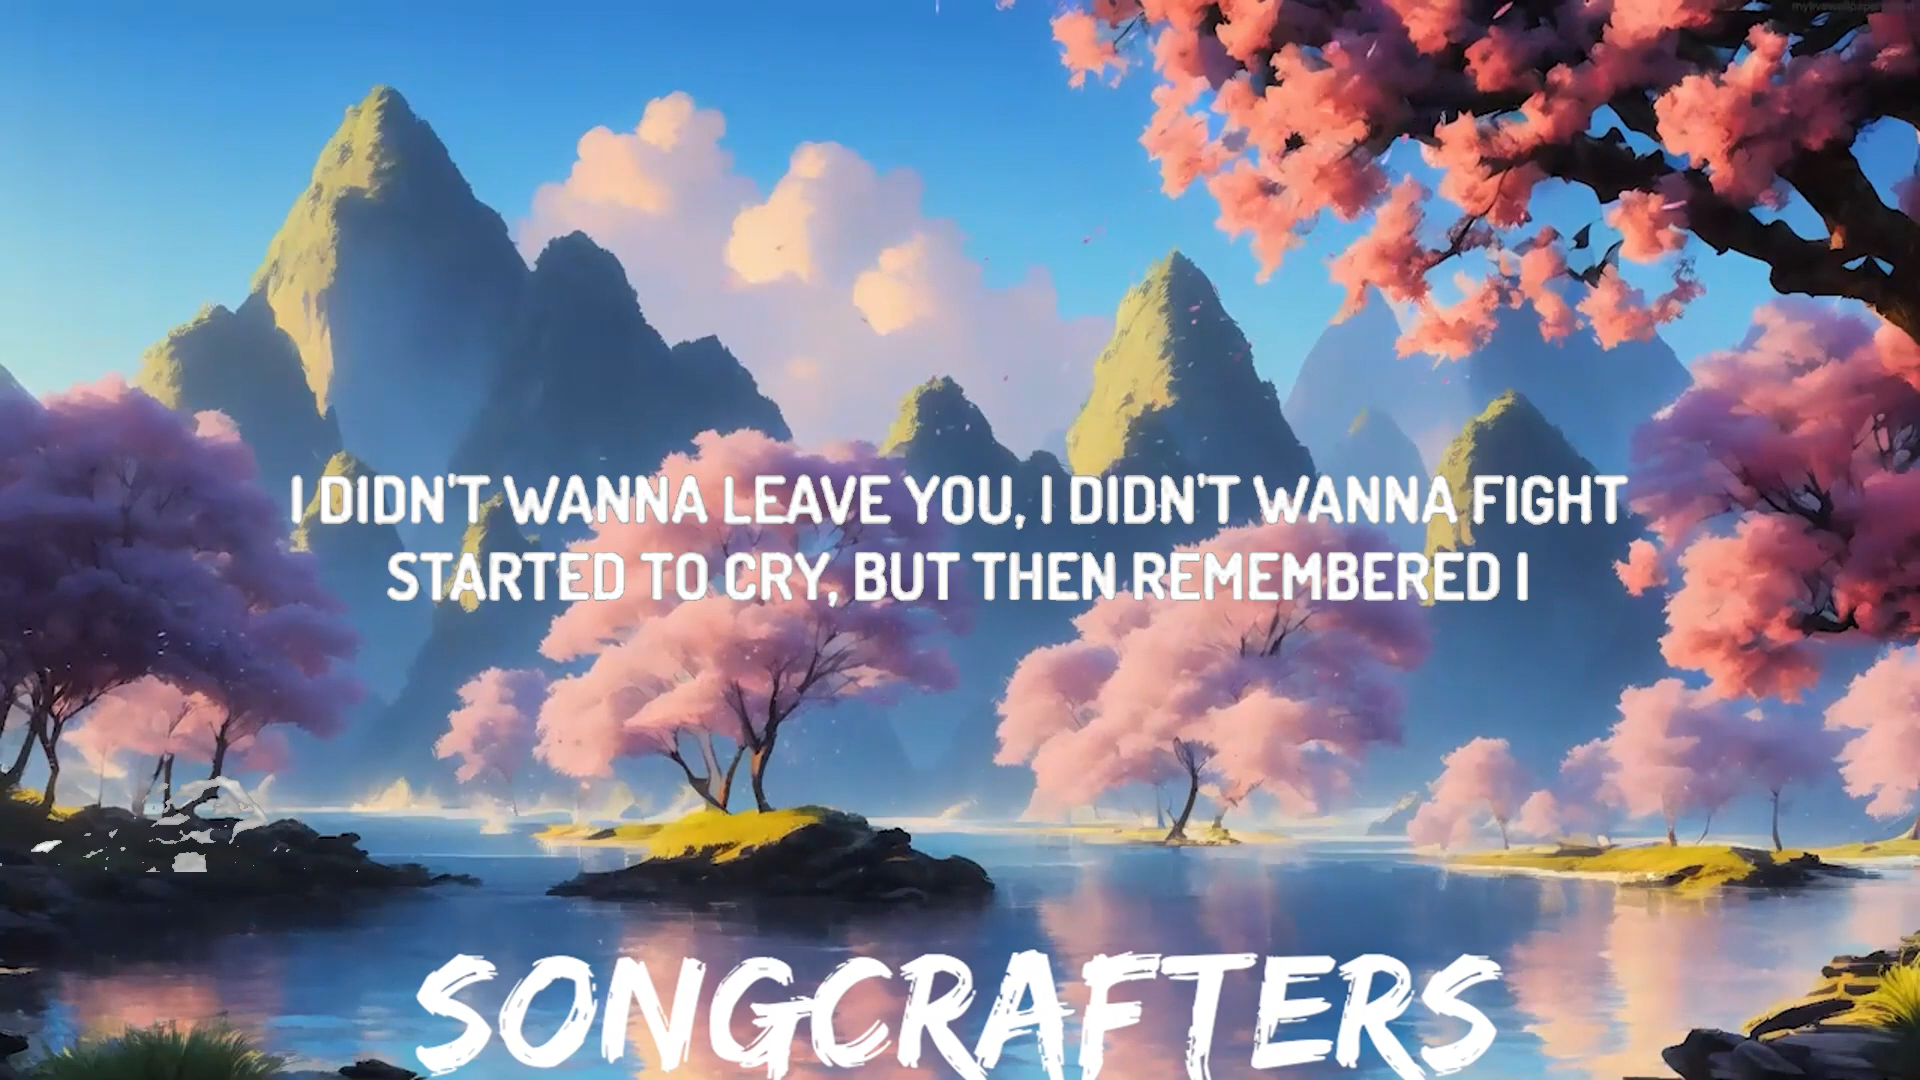 I DIDN'T WANNA LEAVE YOU, I DIDN'T WANNA FIGHT
STARTED TO CRY, BUT THEN REMEMBERED I
SONGCRAFTERS